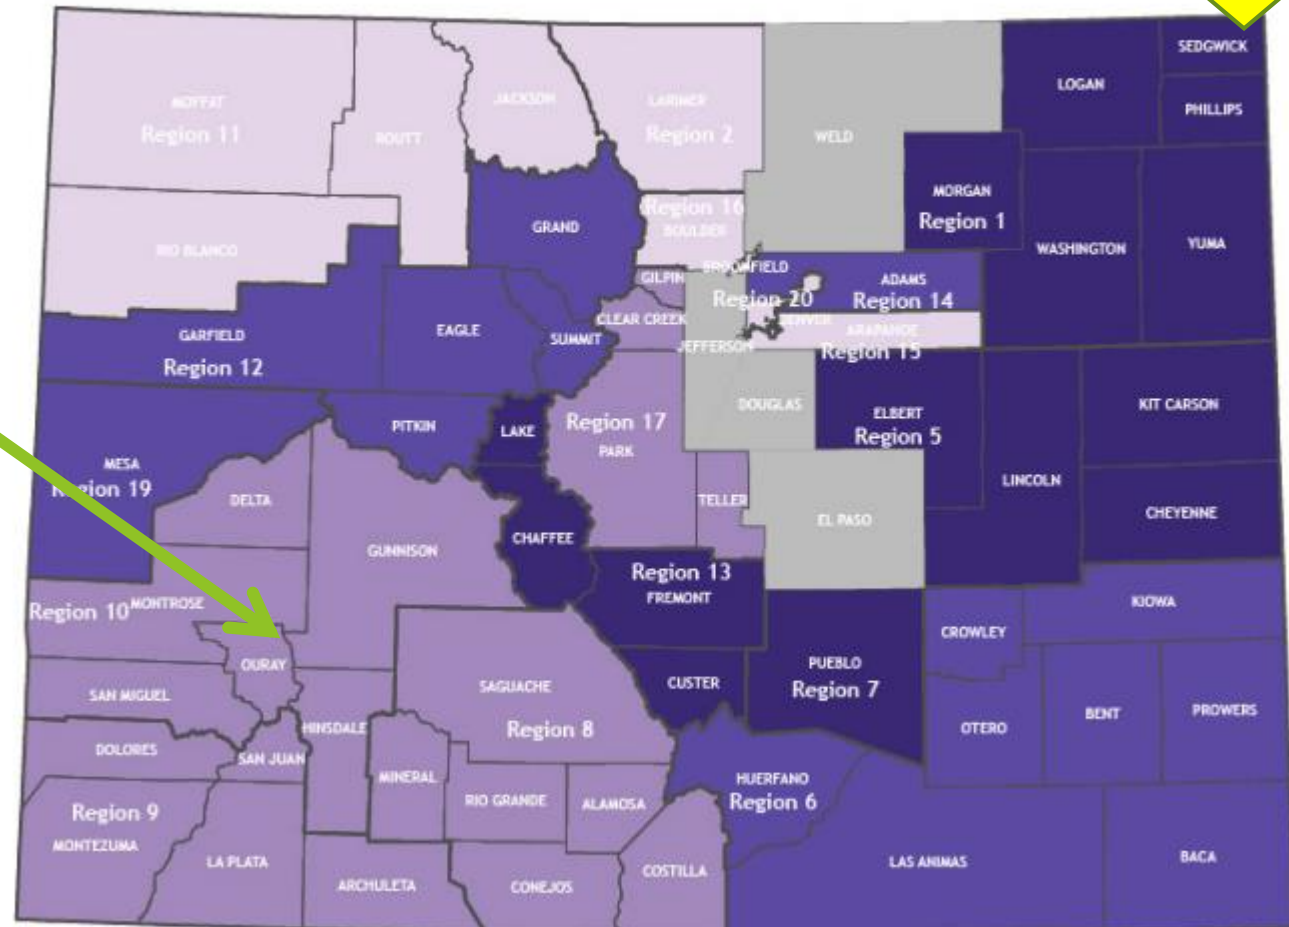 SEDGWICK
LOGAN
PHILLIPS
MOFFAT
Region 11
JACKSON
LARIMER
Region 2
ROUTT
WELD
MORGAN
Region 1
Region 16
BOULDER
GRAND
WASHINGTON
YUMA
RIO BLANCO
BROOMFIELD
GILPIN
Region 20
ADAMS
Region 14
CLEAR CREEK
DENVER
ARAPAHOE
Region 15
JEFFERSON
GARFIELD
Region 12
EAGLE
SUMMIT
DOUGLAS
ELBERT
Region 5
KIT CARSON
PITKIN
LAKE
Region 17
PARK
MESA
Region 19
DELTA
TELLER
LINCOLN
EL PASO
CHEYENNE
GUNNISON
CHAFFEE
Region 13
FREMONT
Region 10
MONTROSE
KIOWA
CROWLEY
OURAY
PUEBLO
Region 7
SAN MIGUEL
SAGUACHE
Region 8
CUSTER
HINSDALE
OTERO
BENT
PROWERS
DOLORES
SAN JUAN
MINERAL
HUERFANO
Region 6
RIO GRANDE
ALAMOSA
Region 9
MONTEZUMA
LA PLATA
ARCHULETA
CONEJOS
COSTILLA
LAS ANIMAS
BACA